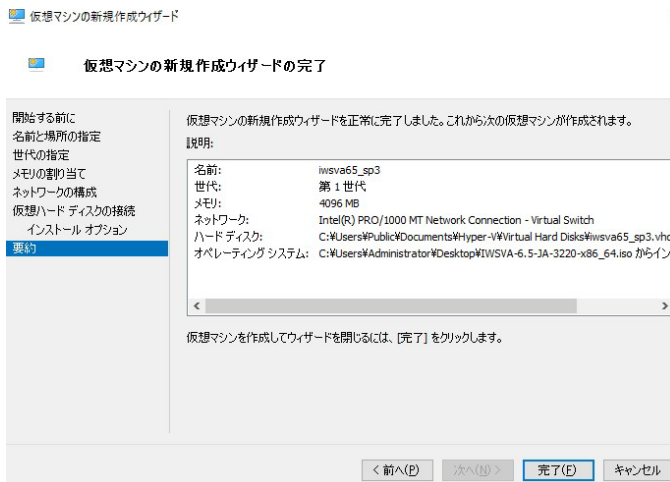 仮想マシンの新規作成ウィザード
仮想マシンの新規作成ウィザードの完了
開始する前に
名前と場所の指定
世代の指定
メモリの割り当て
ネットワークの構成
仮想ハード ディスクの接続
インストール オプション
要約
仮想マシンの新規作成ウィザードを正常に完了しました。これから次の仮想マシンが作成されます。
説明:
名前: iwsva65_sp3
世代: 第 1 世代
メモリ: 4096 MB
ネットワーク: Intel(R) PRO/1000 MT Network Connection - Virtual Switch
ハード ディスク: C:¥Users¥Public¥Documents¥Hyper-V¥Virtual Hard Disks¥iwsva65_sp3.vhd
オペレーティング システム: C:¥Users¥Administrator¥Desktop¥IWSVA-6.5-JA-3220-x86_64.iso からイン
仮想マシンを作成してウィザードを閉じるには、[完了] をクリックします。
< 前へ(P) 次へ(N) > 完了(F) キャンセル